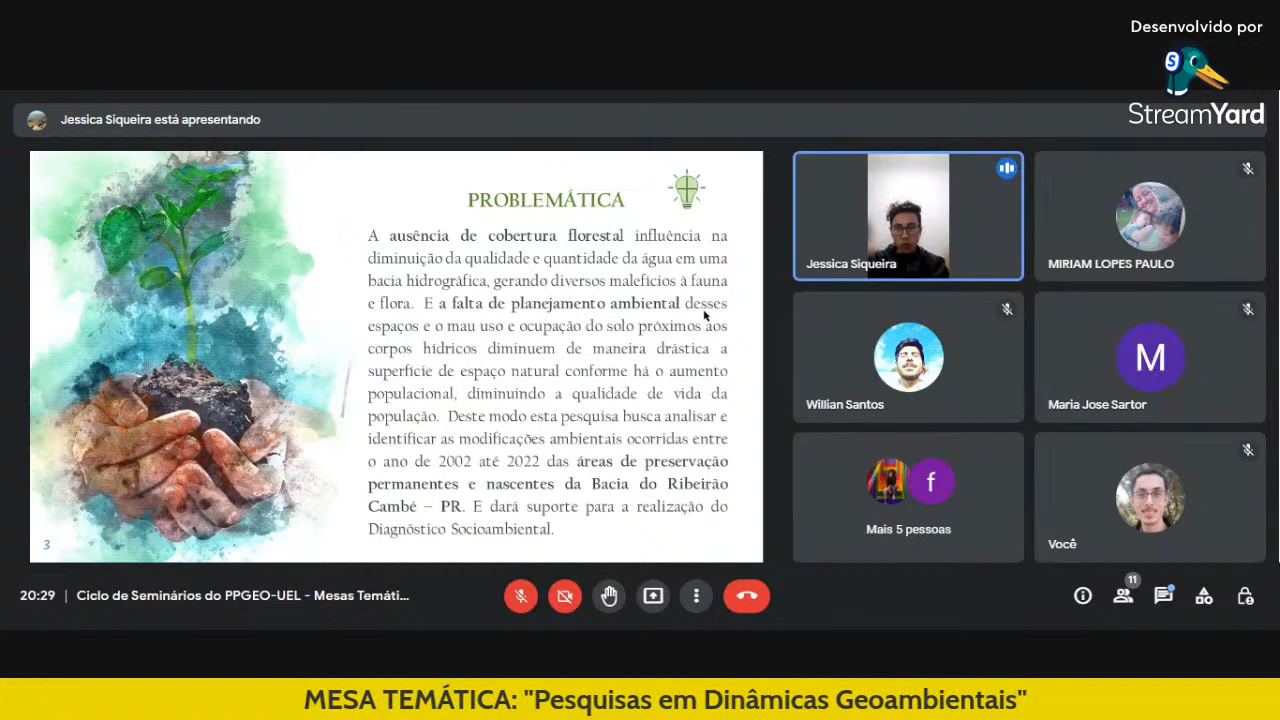 Desenvolvido por
S
StreamYard
Jessica Siqueira está apresentando
PROBLEMÁTICA
A ausência de cobertura florestal influência na
diminuição da qualidade e quantidade da água em uma
bacia hidrográfica, gerando diversos malefícios à fauna
e flora. E a falta de planejamento ambiental desses
espaços e o mau uso e ocupação do solo próximos aos
corpos hídricos diminuem de maneira drástica a
superfície de espaço natural conforme há o aumento
populacional, diminuindo a qualidade de vida da
população. Deste modo esta pesquisa busca analisar e
identificar as modificações ambientais ocorridas entre
o ano de 2002 até 2022 das áreas de preservação
permanentes e nascentes da Bacia do Ribeirão
Cambé – PR. E dará suporte para a realização do
Diagnóstico Socioambiental.
3
Jessica Siqueira
MIRIAM LOPES PAULO
Willian Santos
M
Maria Jose Sartor
f
Mais 5 pessoas
Você
20:29 | Ciclo de Seminários do PPGEO-UEL - Mesas Temáti...
11
MESA TEMÁTICA: "Pesquisas em Dinâmicas Geoambientais"